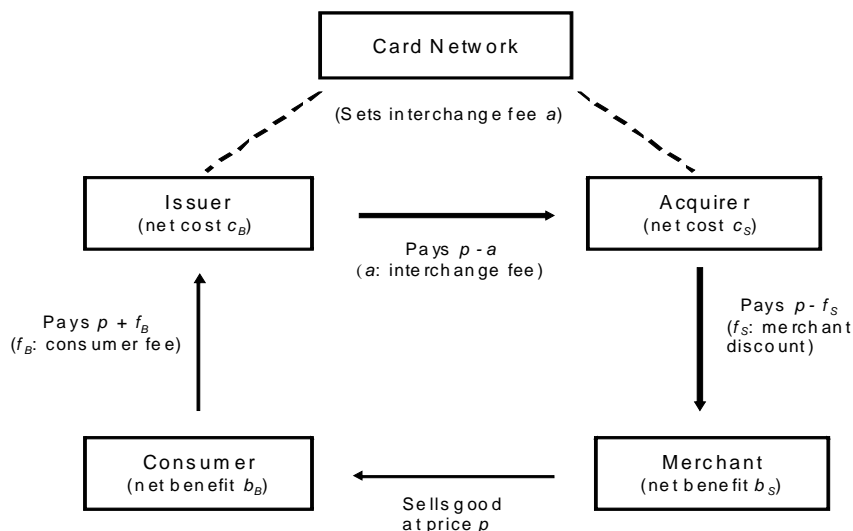 Card Network
(Sets interchange fee a)
Issuer
(net cost c_B)
Acquirer
(net cost c_S)
Pays p - a
(a: interchange fee)
Pays p + f_B
(f_B: consumer fee)
Pays p - f_S
(f_S: merchant
discount)
Consumer
(net benefit b_B)
Merchant
(net benefit b_S)
Sells good
at price p